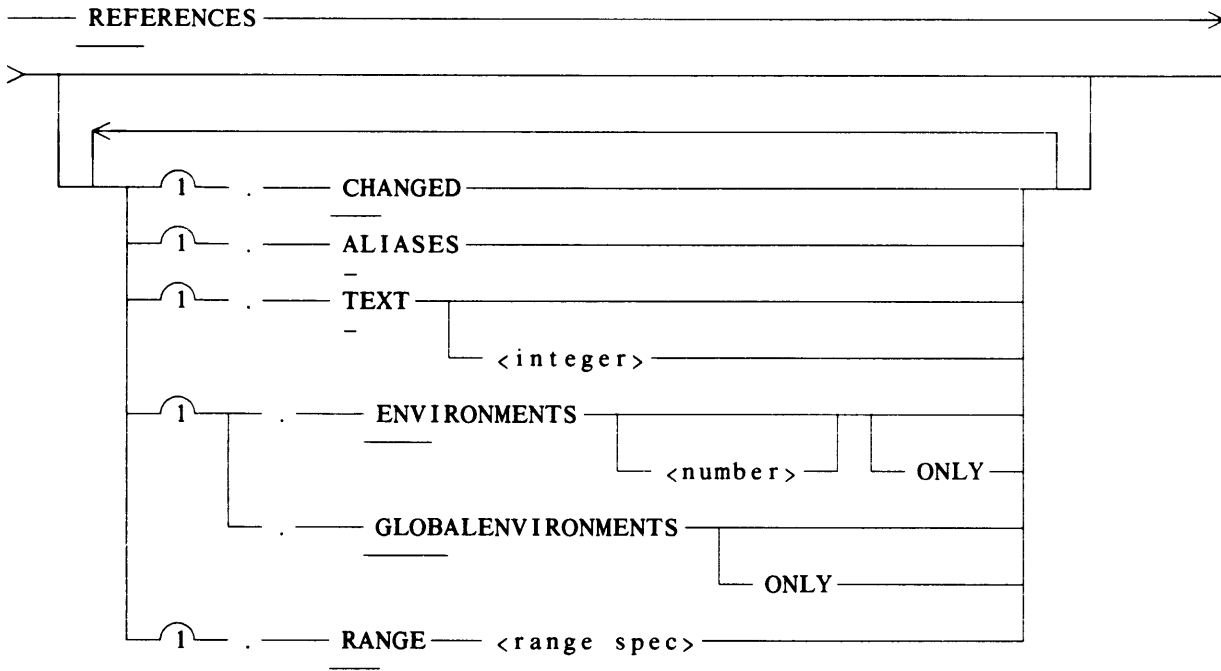 REFERENCES
1 . CHANGED
1 . ALIASES
1 . TEXT
<integer>
1 . ENVIRONMENTS
<number> ONLY
. GLOBALENVIRONMENTS
ONLY
1 . RANGE <range spec>